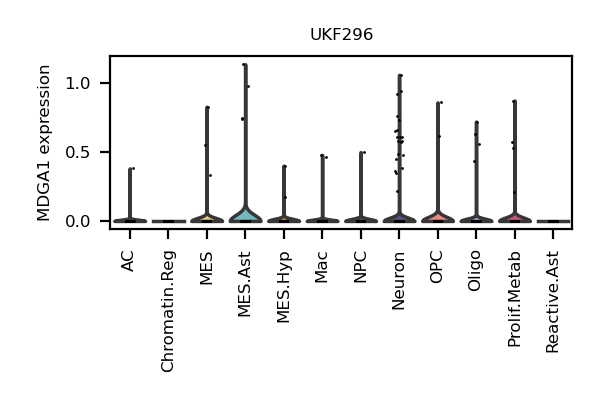 UKF296
MDGA1 expression
1.0
0.5
0.0
AC
Chromatin.Reg
MES
MES.Ast
MES.Hyp
Mac
NPC
Neuron
OPC
Oligo
Prolif.Metab
Reactive.Ast